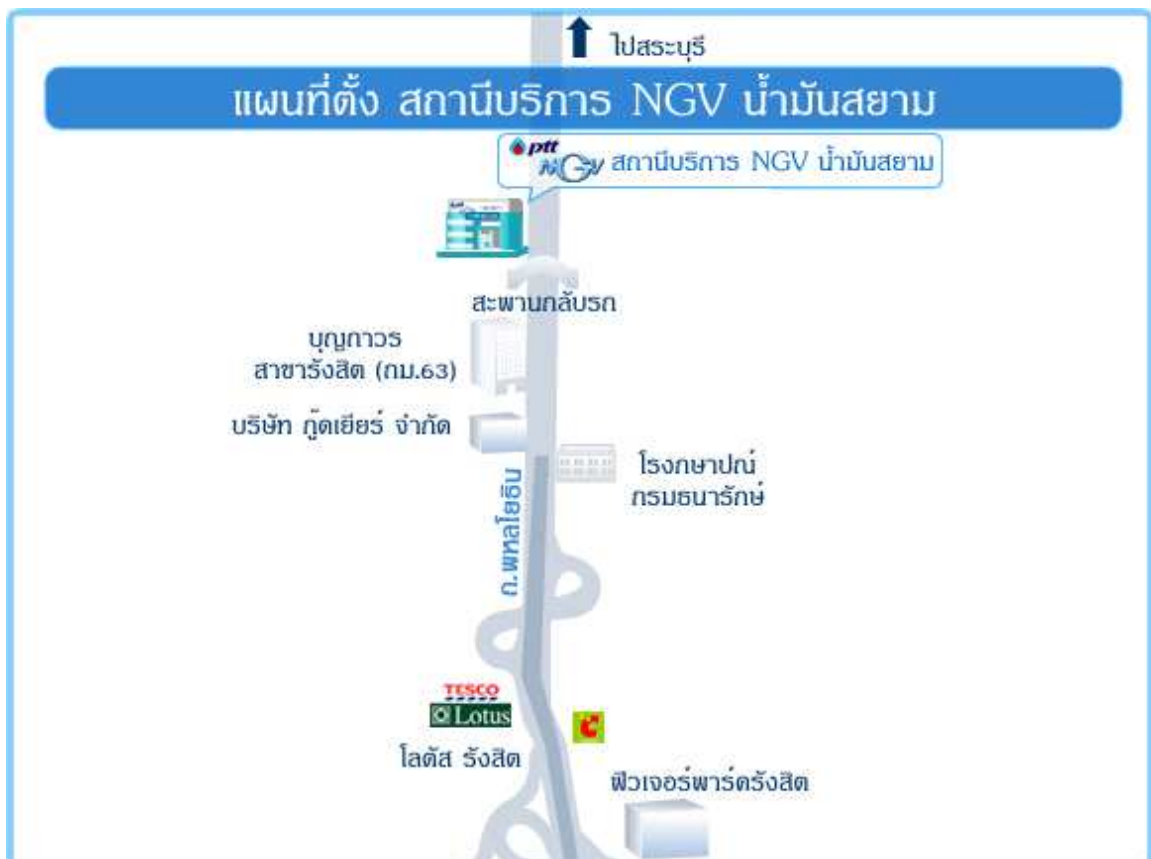 ไปสระบุรี
แผนที่ตั้ง สถานีบริการ NGV น้ำมันสยาม
ptt
NGV สถานีบริการ NGV น้ำมันสยาม
สะพานกลับรถ
บุญถาวร
สาขารังสิต (กม.63)
บริษัท กู๊ดเยียร์ จำกัด
โรงกษาปณ์
กรมธนารักษ์
ถ.พหลโยธิน
TESCO
Lotus
โลตัส รังสิต
ฟิวเจอร์พาร์ครังสิต